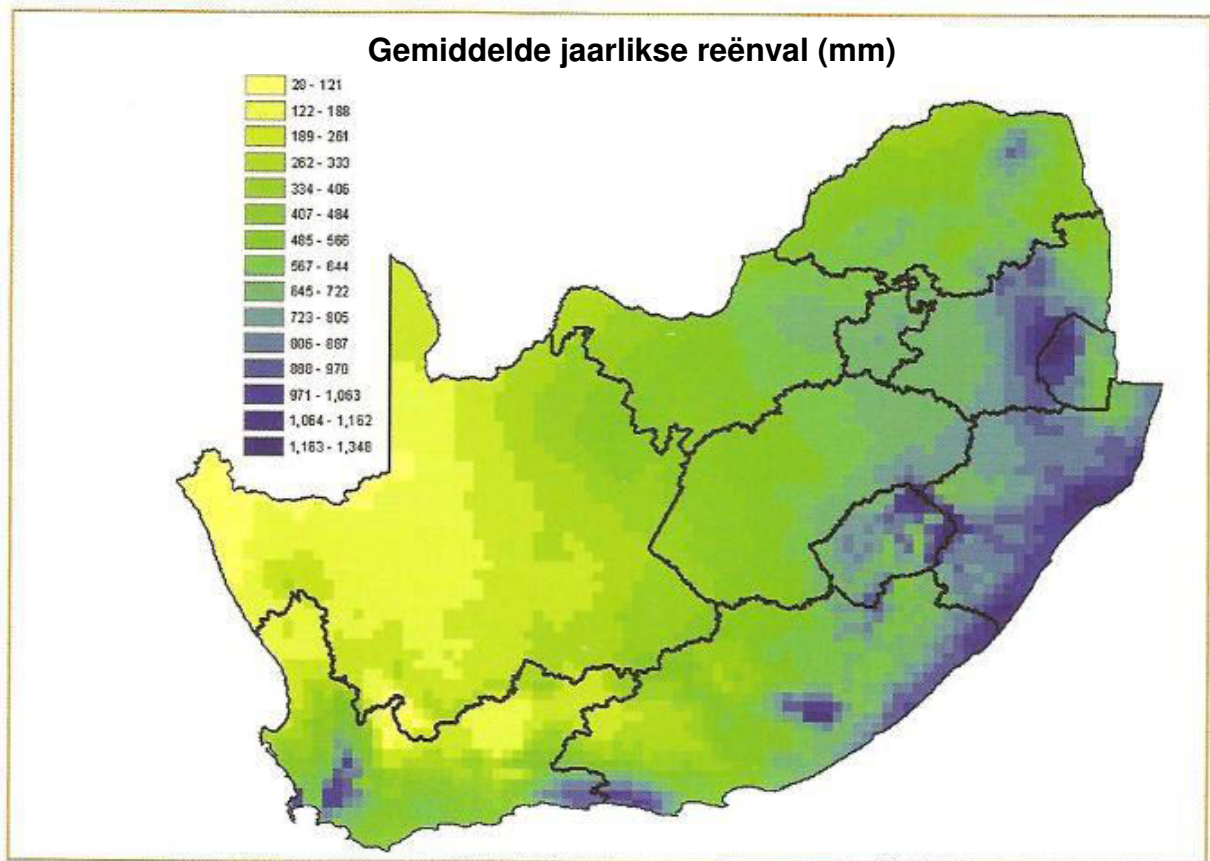 Gemiddelde jaarlikse reënval (mm)
28 - 121
122 - 188
189 - 261
262 - 333
334 - 406
407 - 484
485 - 566
567 - 644
645 - 722
723 - 805
806 - 887
888 - 970
971 - 1,063
1,064 - 1,162
1,163 - 1,348